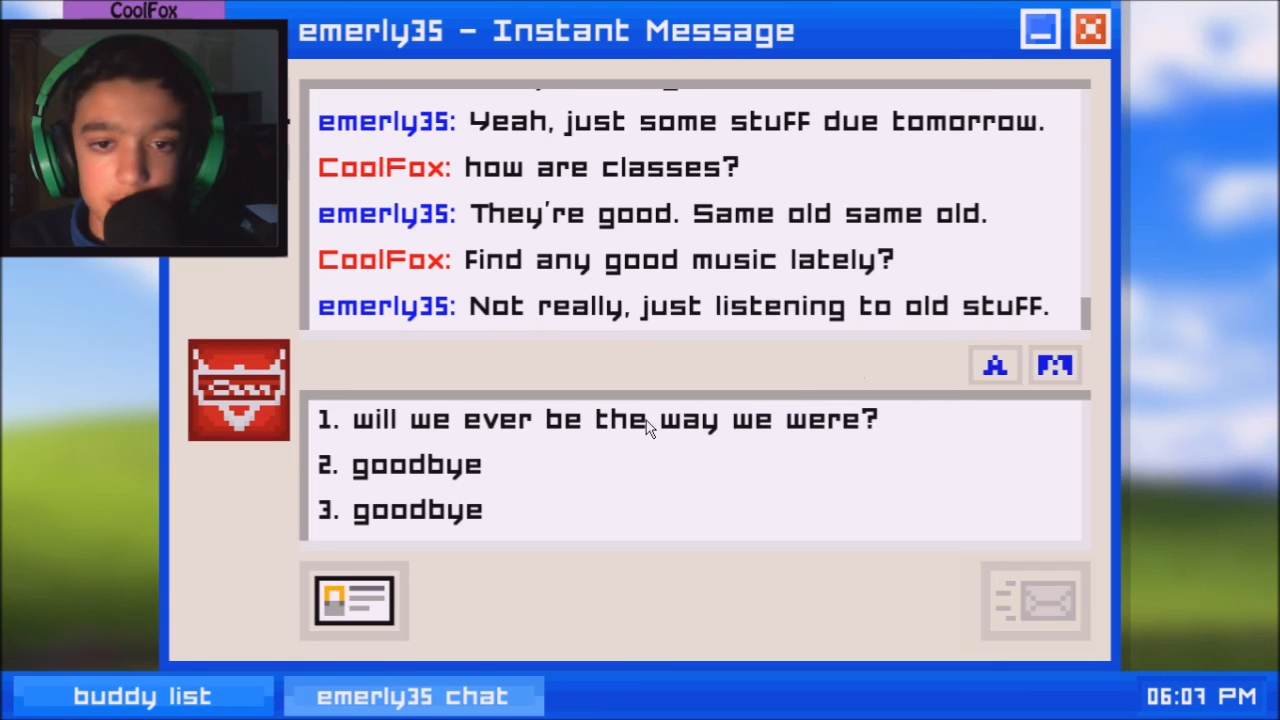 CoolFox
emerly35 - Instant Message
emerly35: Yeah, just some stuff due tomorrow.
CoolFox: how are classes?
emerly35: They're good. Same old same old.
CoolFox: Find any good music lately?
emerly35: Not really, just listening to old stuff.
A
1. will we ever be the way we were?
2. goodbye
3. goodbye
buddy list
emerly35 chat
06:07 PM